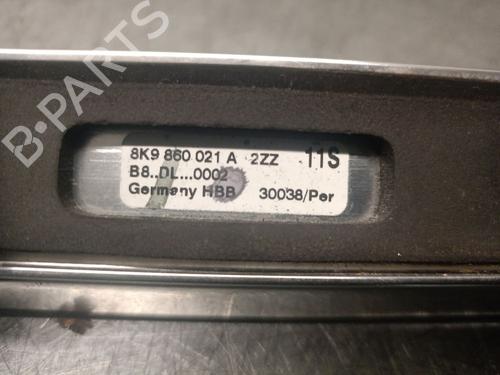 B-PARTS
8K9 860 021 A 2ZZ 11S
B8..DL...0002
Germany HBB 30038/Per